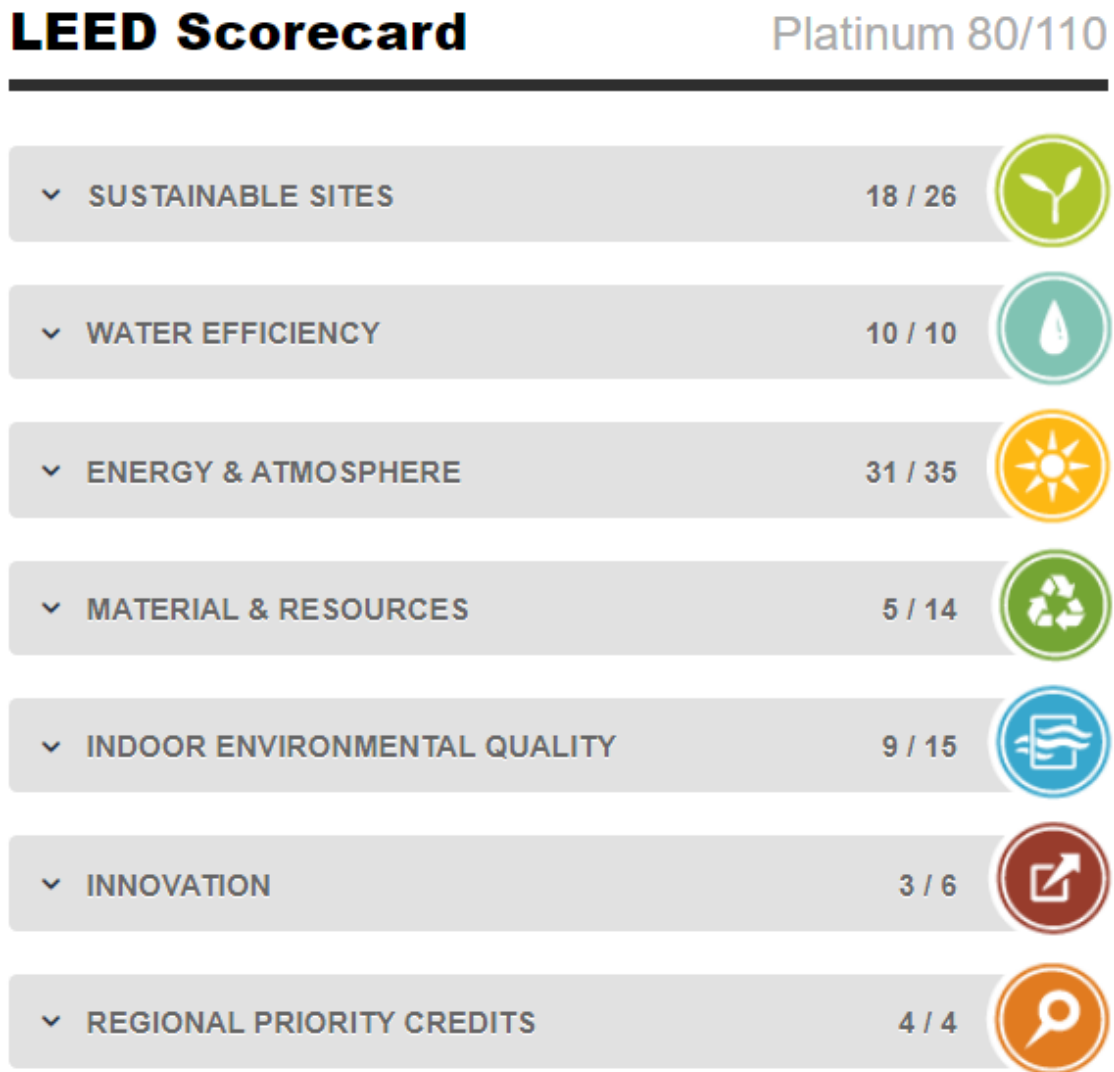 LEED Scorecard Platinum 80/110
SUSTAINABLE SITES 18 / 26
WATER EFFICIENCY 10 / 10
ENERGY & ATMOSPHERE 31 / 35
MATERIAL & RESOURCES 5 / 14
INDOOR ENVIRONMENTAL QUALITY 9 / 15
INNOVATION 3 / 6
REGIONAL PRIORITY CREDITS 4 / 4